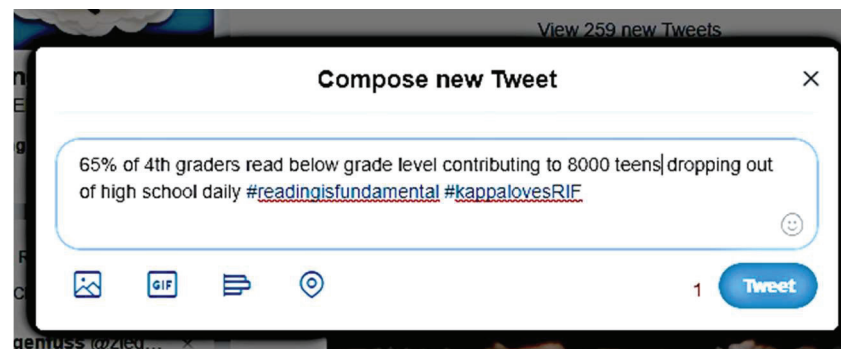 View 259 new Tweets
Compose new Tweet
65% of 4th graders read below grade level contributing to 8000 teens dropping out
of high school daily #readingisfundamental #kappalovesRIF
GIF
1 Tweet